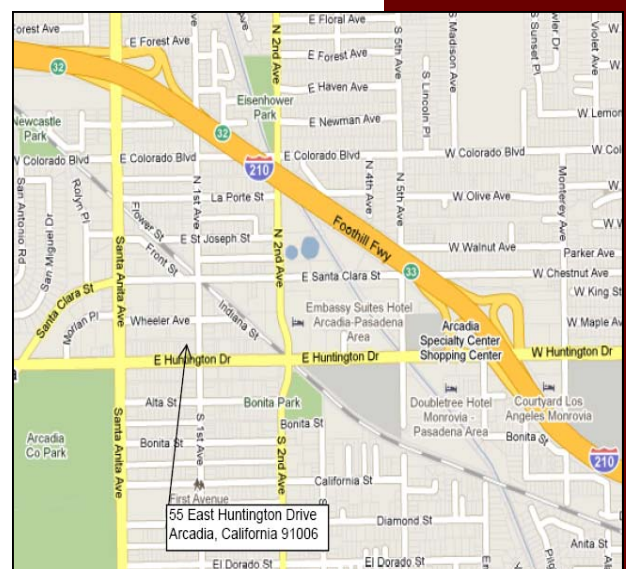 Forest Ave
E Forest Ave
N 2nd Ave
E Floral Ave
E Forest Ave
S 5th Ave
S Madison Ave
S Sunset Pl
wler Dr
Violet Ave
W
W
32
E Haven Ave
S Lincoln Pl
Eisenhower
Park
W Lemon
Newcastle
Park
32
E Newman Ave
W Colorado Blvd
E Colorado Blvd
E Colorado Blvd
W Colorado Blvd
W Col
210
San Antonio Rd
San Miguel Dr
Rolyn Pl
N 1st Ave
La Porte St
N 4th Ave
N 5th Ave
W Olive Ave
Monterey Ave
W
Flower St
Front St
E St Joseph St
N 2nd Ave
Foothill Fwy
W Walnut Ave
Parker Ave
Santa Anita Ave
E Santa Clara St
33
W Chestnut Ave
Santa Clara St
W King St
Morlan Pl
Wheeler Ave
Indiana St
Embassy Suites Hotel
Arcadia-Pasadena
Area
Arcadia
Specialty Center
Shopping Center
W Maple Av
E Huntington Dr
E Huntington Dr
W Huntington Dr
a
Alta St
Bonita Park
Doubletree Hotel
Monrovia -
Pasadena Area
Courtyard Los
Angeles Monrovia
Arcadia
Co Park
Santa Anita Ave
Bonita St
S 1st Ave
S 2nd Ave
Bonita St
Bonita St
210
First Avenue
California St
55 East Huntington Drive
Arcadia, California 91006
Diamond St
Anita St
El Dorado St
El Dorado St